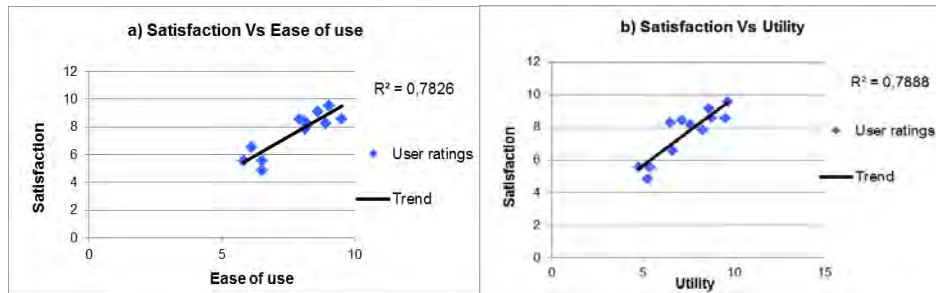 a) Satisfaction Vs Ease of use
12
10
8
6
4
2
0
0
5
10
Satisfaction
Ease of use
R² = 0,7826
User ratings
Trend
b) Satisfaction Vs Utility
12
10
8
6
4
2
0
0
5
10
15
Satisfaction
Utility
R² = 0,7888
User ratings
Trend